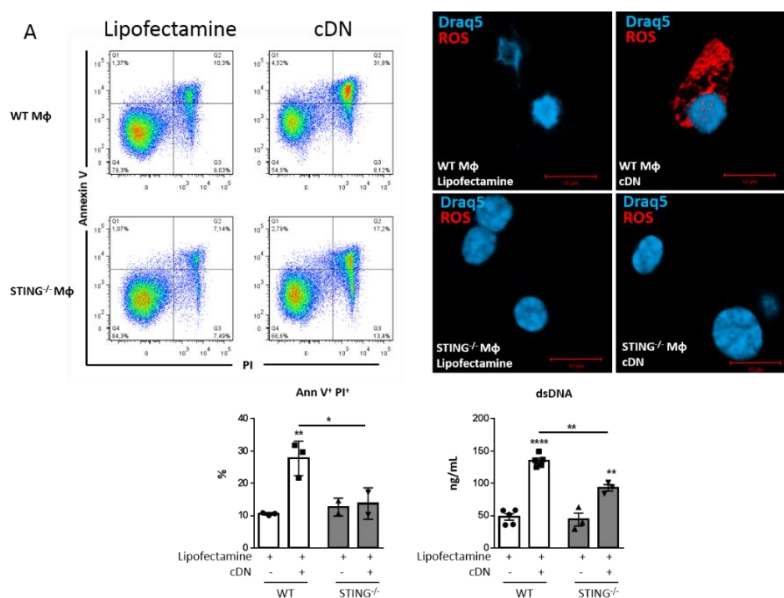 A
Lipofectamine cDN
WT Mϕ
Q1
1,37%
Q2
10,3%
Q4
79,3%
Q3
9,03%
Q1
4,52%
Q2
31,8%
Q4
54,5%
Q3
9,12%
STING-/- Mϕ
Q1
1,07%
Q2
7,14%
Q4
84,3%
Q3
7,49%
Q1
2,79%
Q2
17,2%
Q4
66,6%
Q3
13,4%
Annexin V
PI
Draq5
ROS
WT Mϕ
Lipofectamine
Draq5
ROS
WT Mϕ
cDN
Draq5
ROS
STING-/- Mϕ
Lipofectamine
Draq5
ROS
STING-/- Mϕ
cDN
Ann V+ PI+
%
40
30
20
10
0
**
*
Lipofectamine + + + +
cDN - + - +
WT STING-/-
dsDNA
ng/mL
200
150
100
50
0
****
**
**
Lipofectamine + + + +
cDN - + - +
WT STING-/-